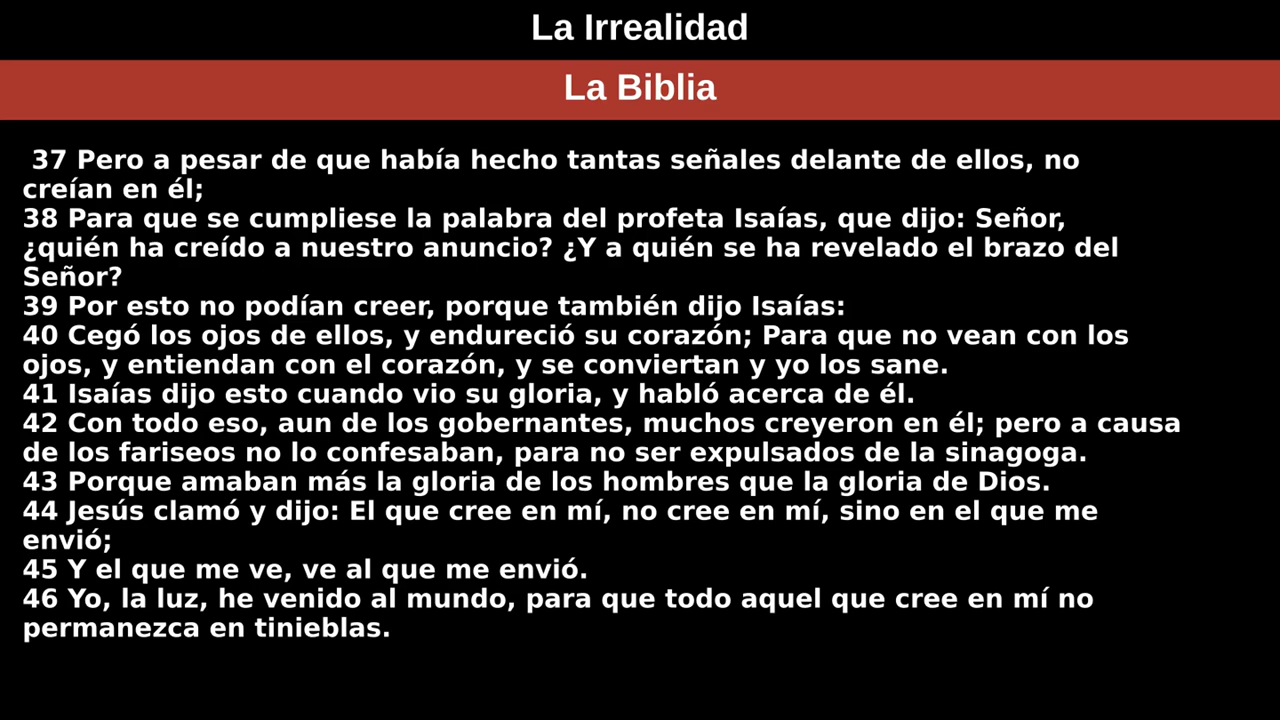 La Irrealidad
La Biblia
37 Pero a pesar de que había hecho tantas señales delante de ellos, no
creían en él;
38 Para que se cumpliese la palabra del profeta Isaías, que dijo: Señor,
¿quién ha creído a nuestro anuncio? ¿Y a quién se ha revelado el brazo del
Señor?
39 Por esto no podían creer, porque también dijo Isaías:
40 Cegó los ojos de ellos, y endureció su corazón; Para que no vean con los
ojos, y entiendan con el corazón, y se conviertan y yo los sane.
41 Isaías dijo esto cuando vio su gloria, y habló acerca de él.
42 Con todo eso, aun de los gobernantes, muchos creyeron en él; pero a causa
de los fariseos no lo confesaban, para no ser expulsados de la sinagoga.
43 Porque amaban más la gloria de los hombres que la gloria de Dios.
44 Jesús clamó y dijo: El que cree en mí, no cree en mí, sino en el que me
envió;
45 Y el que me ve, ve al que me envió.
46 Yo, la luz, he venido al mundo, para que todo aquel que cree en mí no
permanezca en tinieblas.